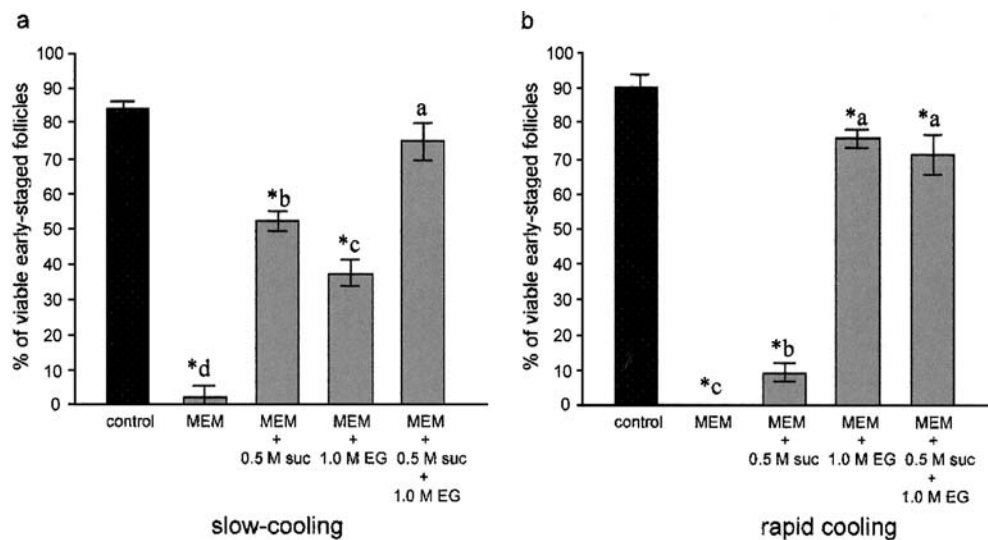 a
% of viable early-staged follicles
100
90
80
70
60
50
40
30
20
10
0
*d
*b
*c
a
control
MEM
MEM + 0.5 M suc
MEM + 1.0 M EG
MEM + 0.5 M suc + 1.0 M EG
slow-cooling
b
% of viable early-staged follicles
100
90
80
70
60
50
40
30
20
10
0
*c
*b
*a
*a
control
MEM
MEM + 0.5 M suc
MEM + 1.0 M EG
MEM + 0.5 M suc + 1.0 M EG
rapid cooling